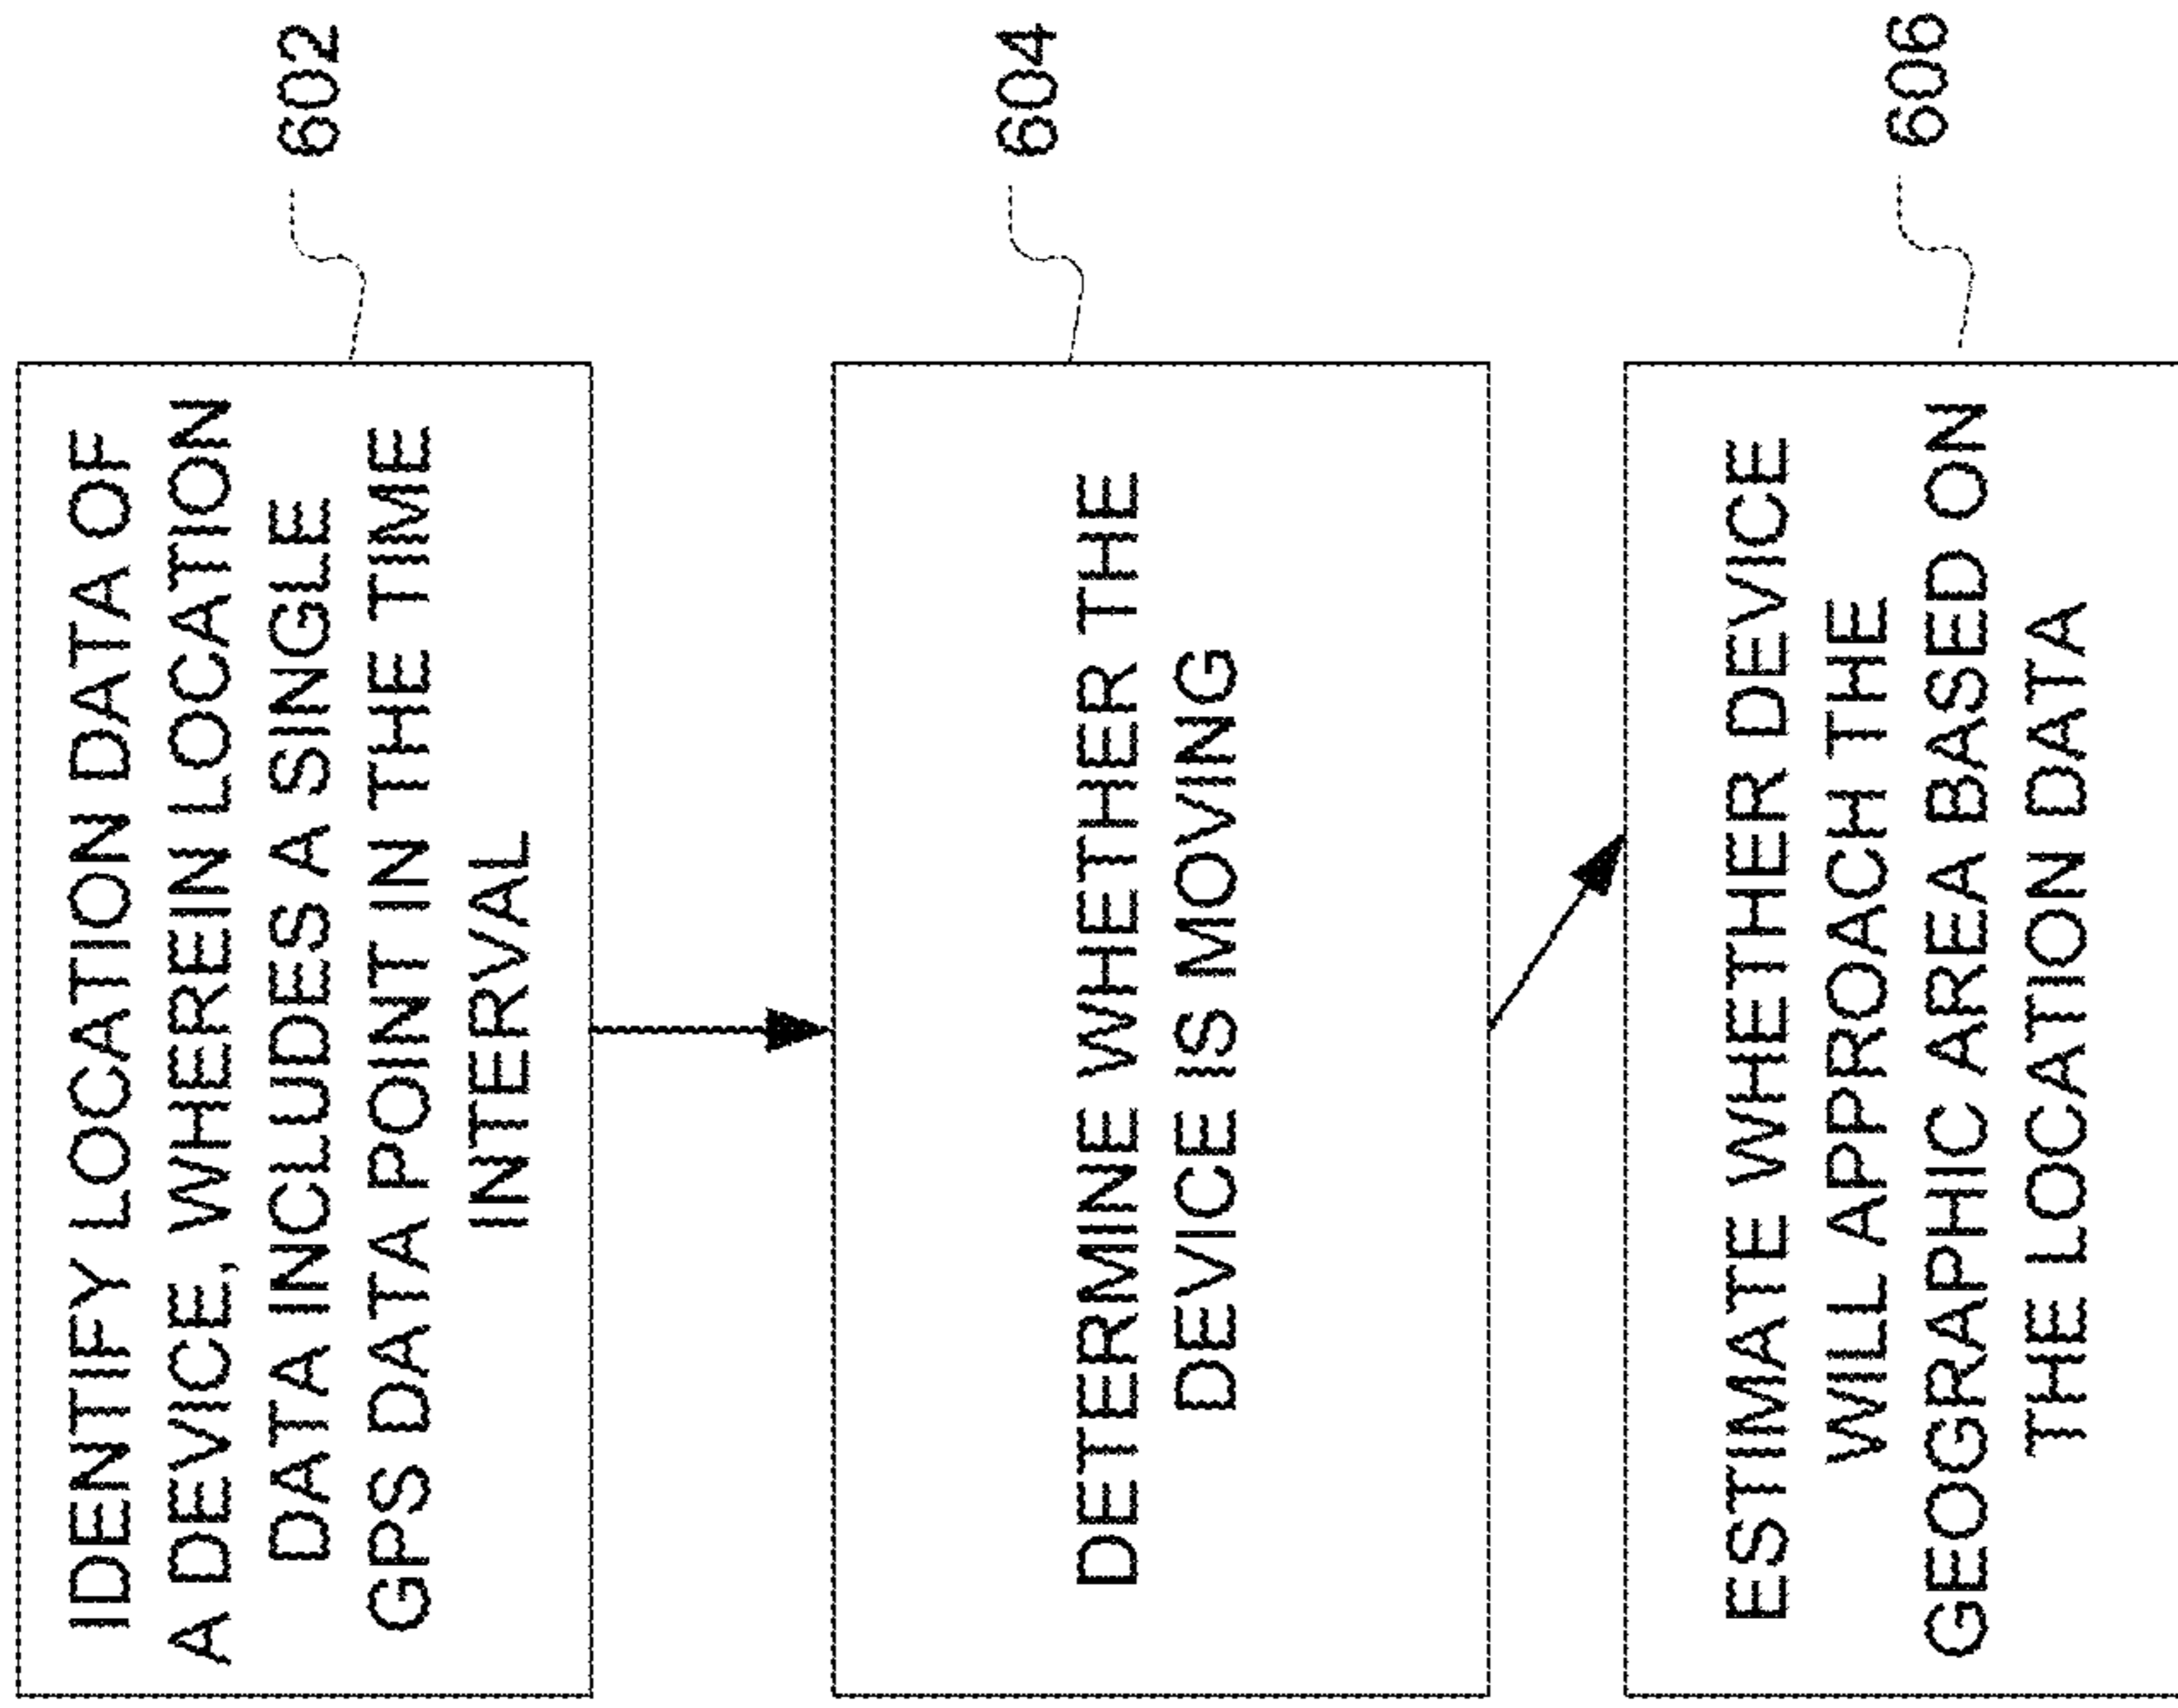 IDENTIFY LOCATION DATA OF
A DEVICE, WHEREIN LOCATION
DATA INCLUDES A SINGLE
GPS DATA POINT IN THE TIME
INTERVAL
602
DETERMINE WHETHER THE
DEVICE IS MOVING
604
ESTIMATE WHETHER DEVICE
WILL APPROACH THE
GEOGRAPHIC AREA BASED ON
THE LOCATION DATA
606